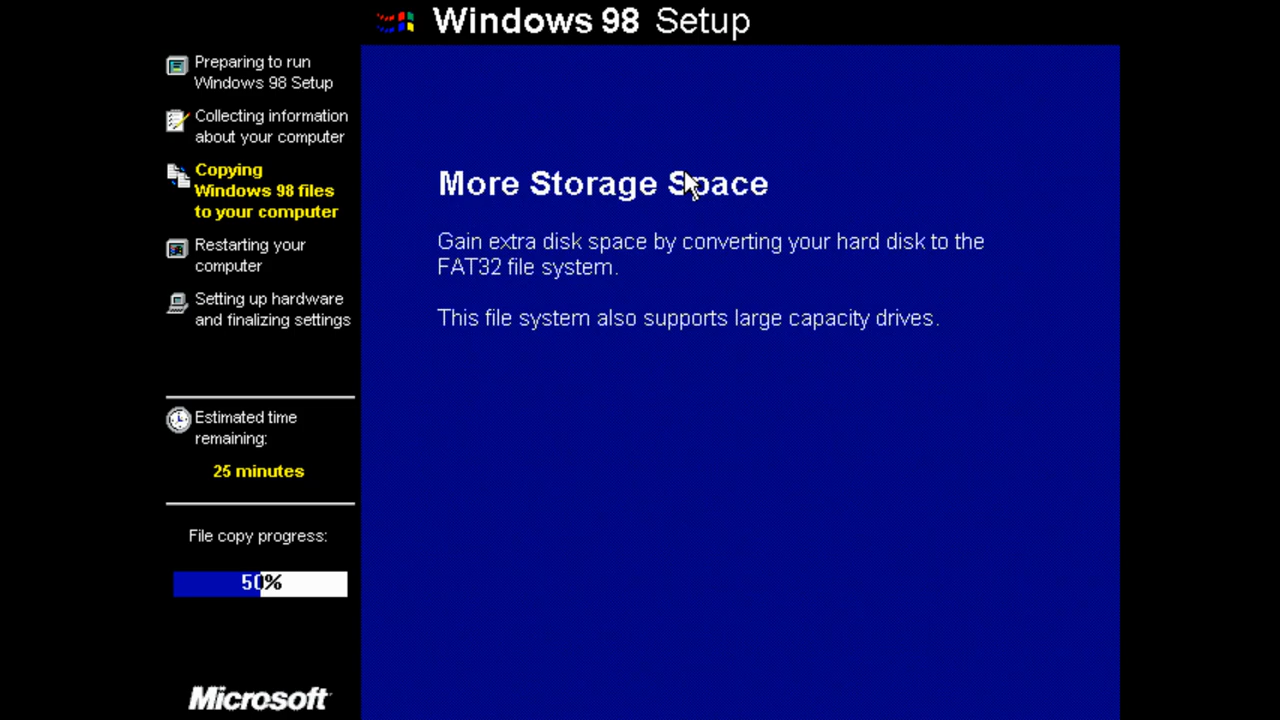 Windows 98 Setup
Preparing to run
Windows 98 Setup
Collecting information
about your computer
Copying
Windows 98 files
to your computer
Restarting your
computer
Setting up hardware
and finalizing settings
Estimated time
remaining:
25 minutes
File copy progress:
50%
Microsoft
More Storage Space
Gain extra disk space by converting your hard disk to the
FAT32 file system.
This file system also supports large capacity drives.